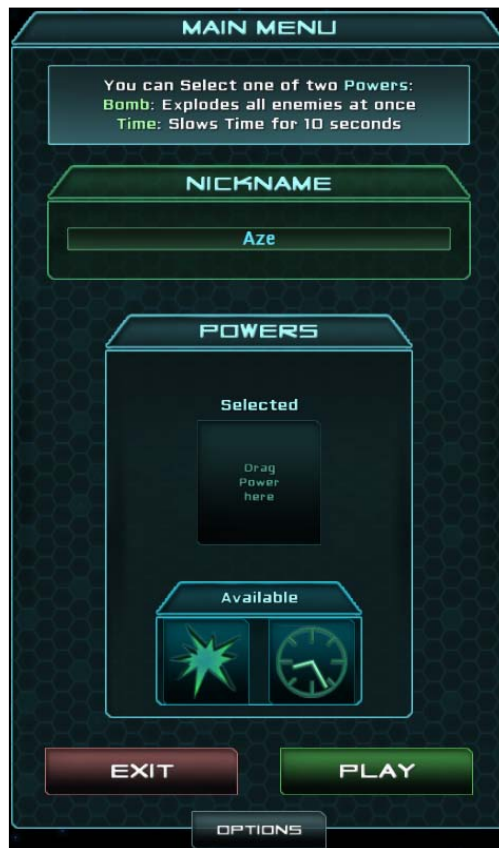 MAIN MENU
You can Select one of two Powers:
Bomb: Explodes all enemies at once
Time: Slows Time for 10 seconds
NICKNAME
Aze
POWERS
Selected
Drag
Power
here
Available
EXIT
PLAY
OPTIONS